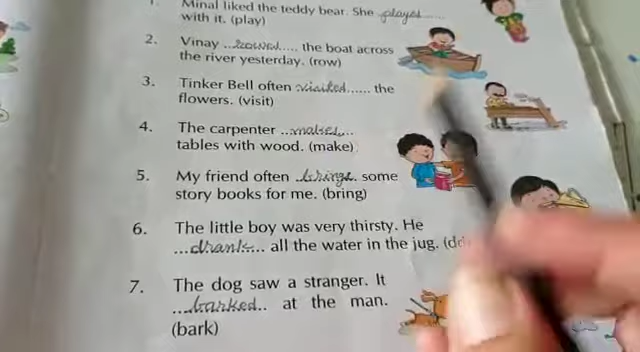 1. Minal liked the teddy bear. She played......
with it. (play)
2. Vinay ...rowed.... the boat across
the river yesterday. (row)
3. Tinker Bell often visited...... the
flowers. (visit)
4. The carpenter ...makes...
tables with wood. (make)
5. My friend often ..brings. some
story books for me. (bring)
6. The little boy was very thirsty. He
...drank... all the water in the jug.
7. The dog saw a stranger. It
...barked.. at the man.
(bark)